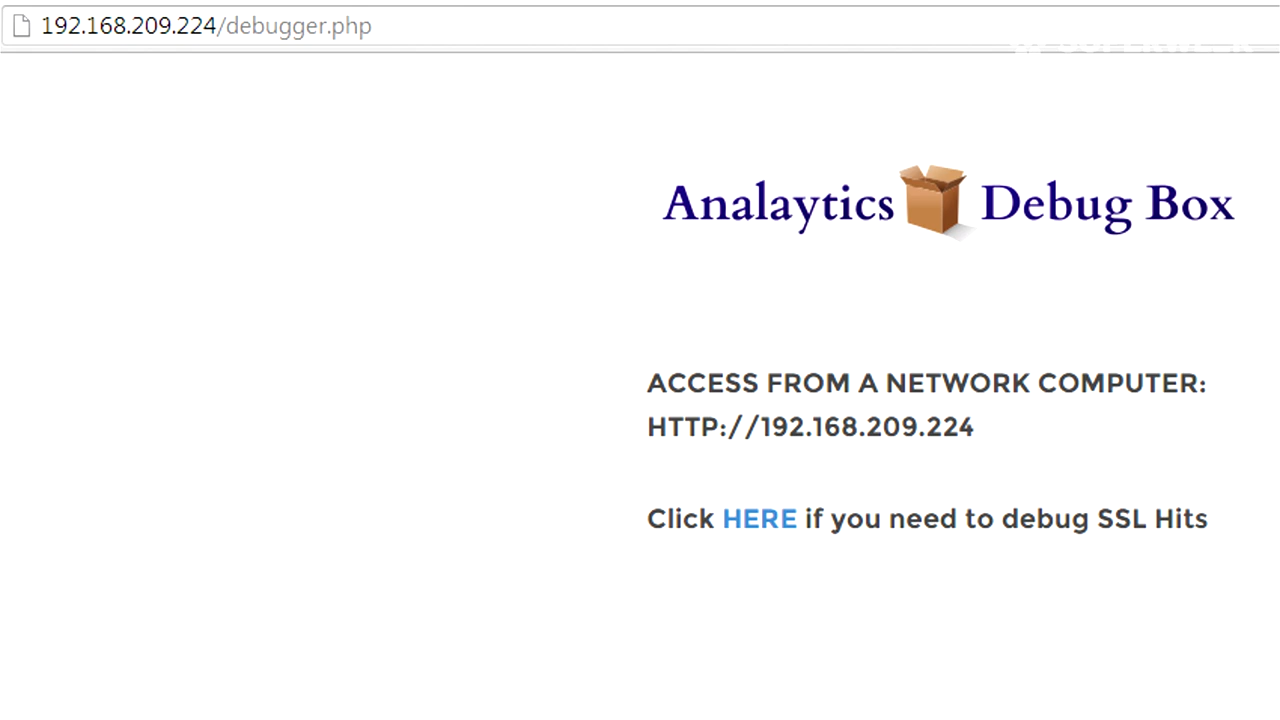 192.168.209.224/debugger.php
Analaytics Debug Box
ACCESS FROM A NETWORK COMPUTER:
HTTP://192.168.209.224
Click HERE if you need to debug SSL Hits